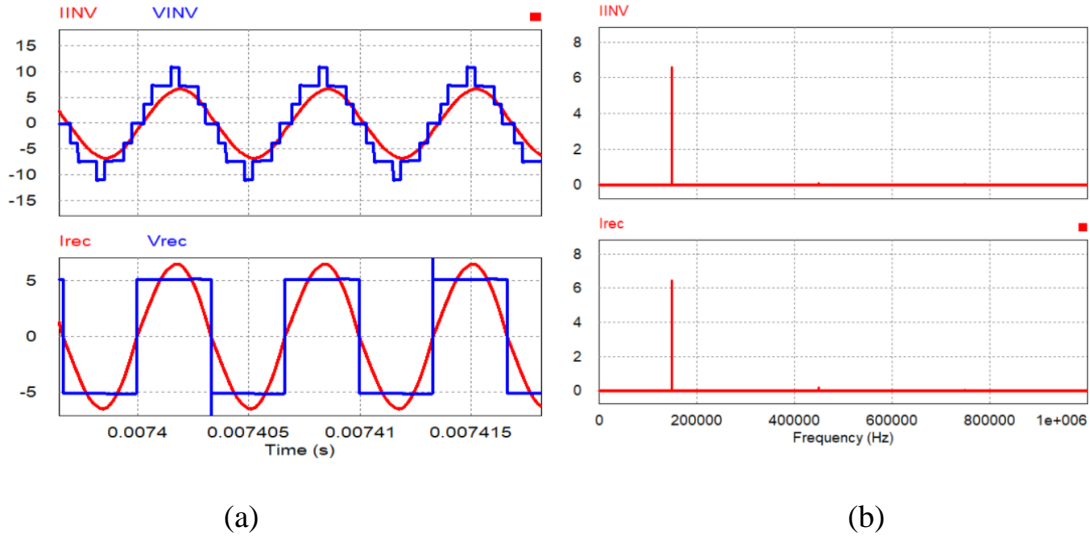 IINV VINV
15
10
5
0
-5
-10
-15
Irec Vrec
5
0
-5
0.0074 0.007405 0.00741 0.007415
Time (s)
(a)
IINV
8
6
4
2
0
Irec
8
6
4
2
0
0 200000 400000 600000 800000 1e+006
Frequency (Hz)
(b)